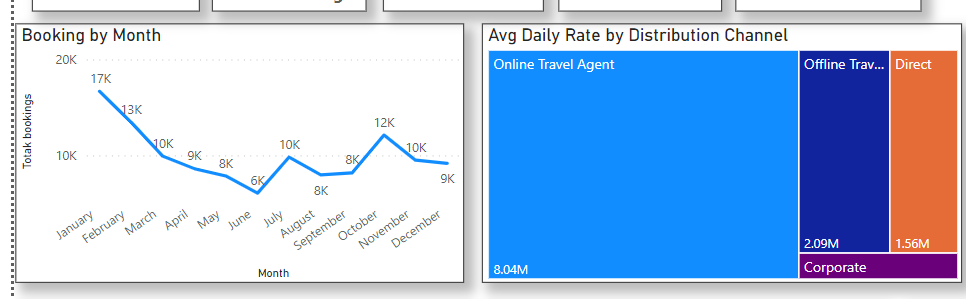 Booking by Month
20K
10K
Totak bookings
17K
13K
10K
9K
8K
6K
10K
8K
8K
12K
10K
9K
January
February
March
April
May
June
July
August
September
October
November
December
Month
Avg Daily Rate by Distribution Channel
Online Travel Agent
8.04M
Offline Trav...
2.09M
Direct
1.56M
Corporate